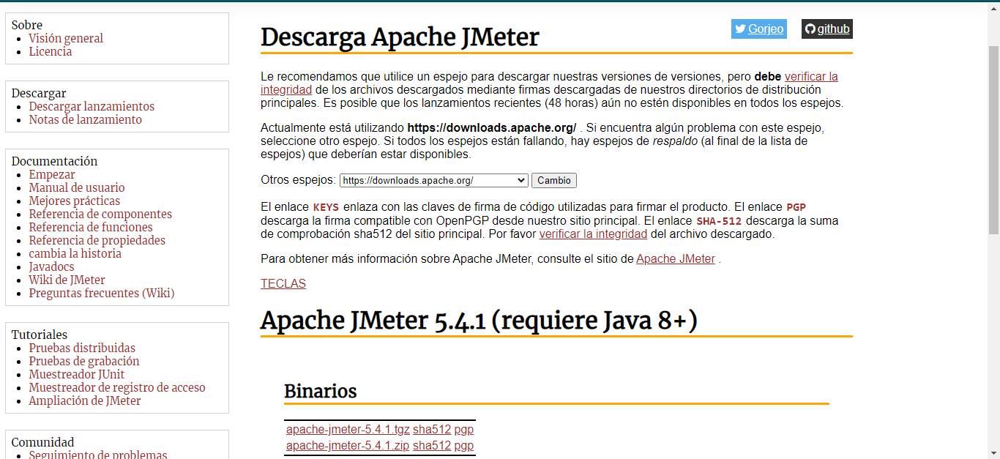 Sobre
Visión general
Licencia
Descargar
Descargar lanzamientos
Notas de lanzamiento
Documentación
Empezar
Manual de usuario
Mejores prácticas
Referencia de componentes
Referencia de funciones
Referencia de propiedades
cambia la historia
Javadocs
Wiki de JMeter
Preguntas frecuentes (Wiki)
Tutoriales
Pruebas distribuidas
Pruebas de grabación
Muestreador JUnit
Muestreador de registro de acceso
Ampliación de JMeter
Comunidad
Seguimiento de problemas
Gorjeo github
Descarga Apache JMeter
Le recomendamos que utilice un espejo para descargar nuestras versiones de versiones, pero debe verificar la
integridad de los archivos descargados mediante firmas descargadas de nuestros directorios de distribución
principales. Es posible que los lanzamientos recientes (48 horas) aún no estén disponibles en todos los espejos.
Actualmente está utilizando https://downloads.apache.org/ . Si encuentra algún problema con este espejo,
seleccione otro espejo. Si todos los espejos están fallando, hay espejos de respaldo (al final de la lista de
espejos) que deberían estar disponibles.
Otros espejos: https://downloads.apache.org/ Cambio
El enlace KEYS enlaza con las claves de firma de código utilizadas para firmar el producto. El enlace PGP
descarga la firma compatible con OpenPGP desde nuestro sitio principal. El enlace SHA-512 descarga la suma
de comprobación sha512 del sitio principal. Por favor verificar la integridad del archivo descargado.
Para obtener más información sobre Apache JMeter, consulte el sitio de Apache JMeter .
TECLAS
Apache JMeter 5.4.1 (requiere Java 8+)
Binarios
apache-jmeter-5.4.1.tgz sha512 pgp
apache-jmeter-5.4.1.zip sha512 pgp